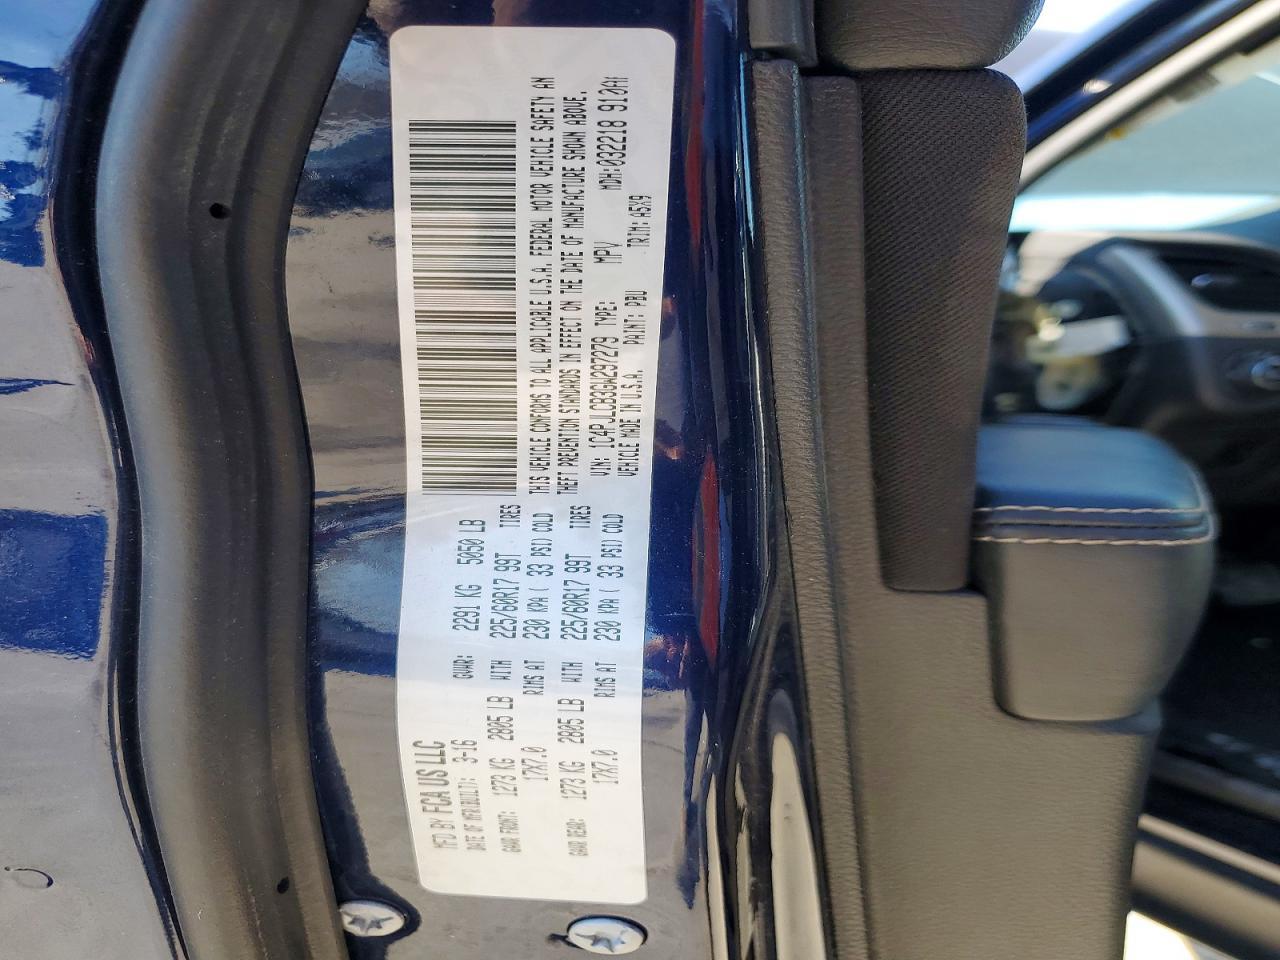 MFD BY FCA US LLC
DATE OF MFR(BUILT): 3-16 GVWR: 2291 KG 5050 LB
GAWR FRONT: 1273 KG 2805 LB WITH 225/60R17 99T TIRES
17X7.0 RIMS AT 230 KPA ( 33 PSI) COLD
GAWR REAR: 1273 KG 2805 LB WITH 225/60R17 99T TIRES
17X7.0 RIMS AT 230 KPA ( 33 PSI) COLD
THIS VEHICLE CONFORMS TO ALL APPLICABLE U.S.A. FEDERAL MOTOR VEHICLE SAFETY AN
THEFT PREVENTION STANDARDS IN EFFECT ON THE DATE OF MANUFACTURE SHOWN ABOVE.
VIN: 1C4PJLCB3GW297279 TYPE: MPV MDH:032218 910A1
VEHICLE MADE IN U.S.A. PAINT: PBU TRIM: A5X9